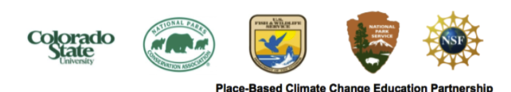 Colorado
State
University
NATIONAL PARKS
CONSERVATION ASSOCIATION
U.S.
FISH & WILDLIFE
SERVICE
NATIONAL
PARK
SERVICE
NSF
Place-Based Climate Change Education Partnership